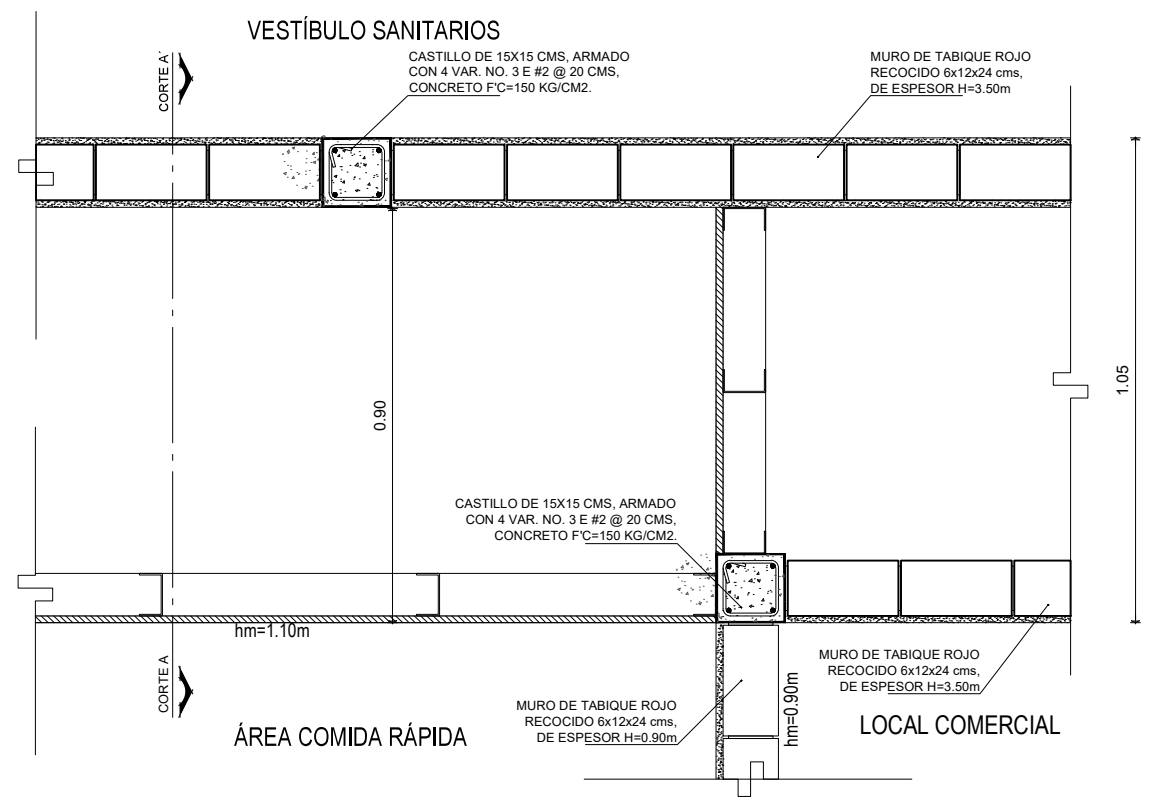 VESTÍBULO SANITARIOS
CASTILLO DE 15X15 CMS, ARMADO
CON 4 VAR. NO. 3 E #2 @ 20 CMS,
CONCRETO F'C=150 KG/CM2.
MURO DE TABIQUE ROJO
RECOCIDO 6x12x24 cms,
DE ESPESOR H=3.50m
CORTE A'
0.90
1.05
CASTILLO DE 15X15 CMS, ARMADO
CON 4 VAR. NO. 3 E #2 @ 20 CMS,
CONCRETO F'C=150 KG/CM2.
hm=1.10m
CORTE A
ÁREA COMIDA RÁPIDA
MURO DE TABIQUE ROJO
RECOCIDO 6x12x24 cms,
DE ESPESOR H=0.90m
hm=0.90m
MURO DE TABIQUE ROJO
RECOCIDO 6x12x24 cms,
DE ESPESOR H=3.50m
LOCAL COMERCIAL